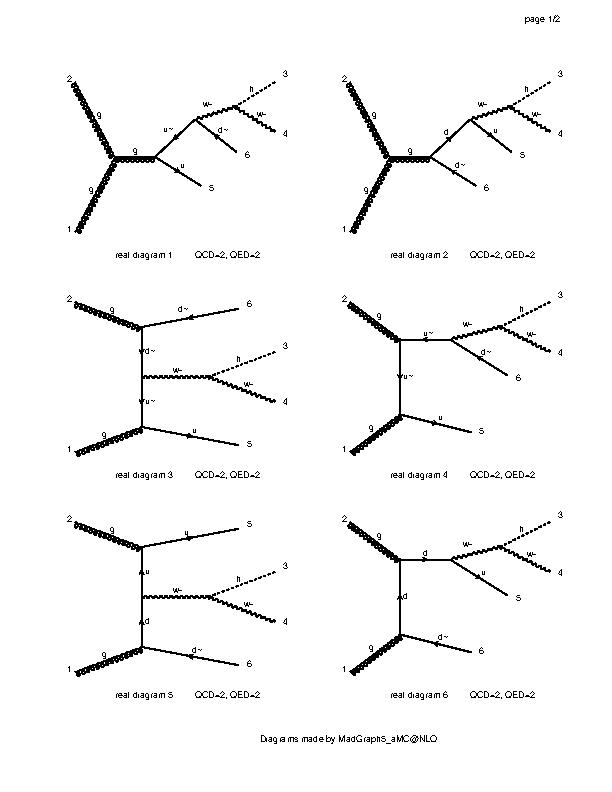 page 1/2
2
g
g
1
g
u~
u
5
w-
d~
6
h
3
w-
4
real diagram 1 QCD=2, QED=2
2
g
g
1
g
d
d~
6
w-
u
5
h
3
w-
4
real diagram 2 QCD=2, QED=2
2
g
d~
6
d~
w-
h
3
w-
4
u~
g
1
u
5
real diagram 3 QCD=2, QED=2
2
g
u~
w-
h
3
w-
4
d~
6
u~
g
1
u
5
real diagram 4 QCD=2, QED=2
2
g
u
5
u
w-
h
3
w-
4
d
g
1
d~
6
real diagram 5 QCD=2, QED=2
2
g
d
w-
h
3
w-
4
u
5
d
g
1
d~
6
real diagram 6 QCD=2, QED=2
Diagrams made by MadGraph5_aMC@NLO